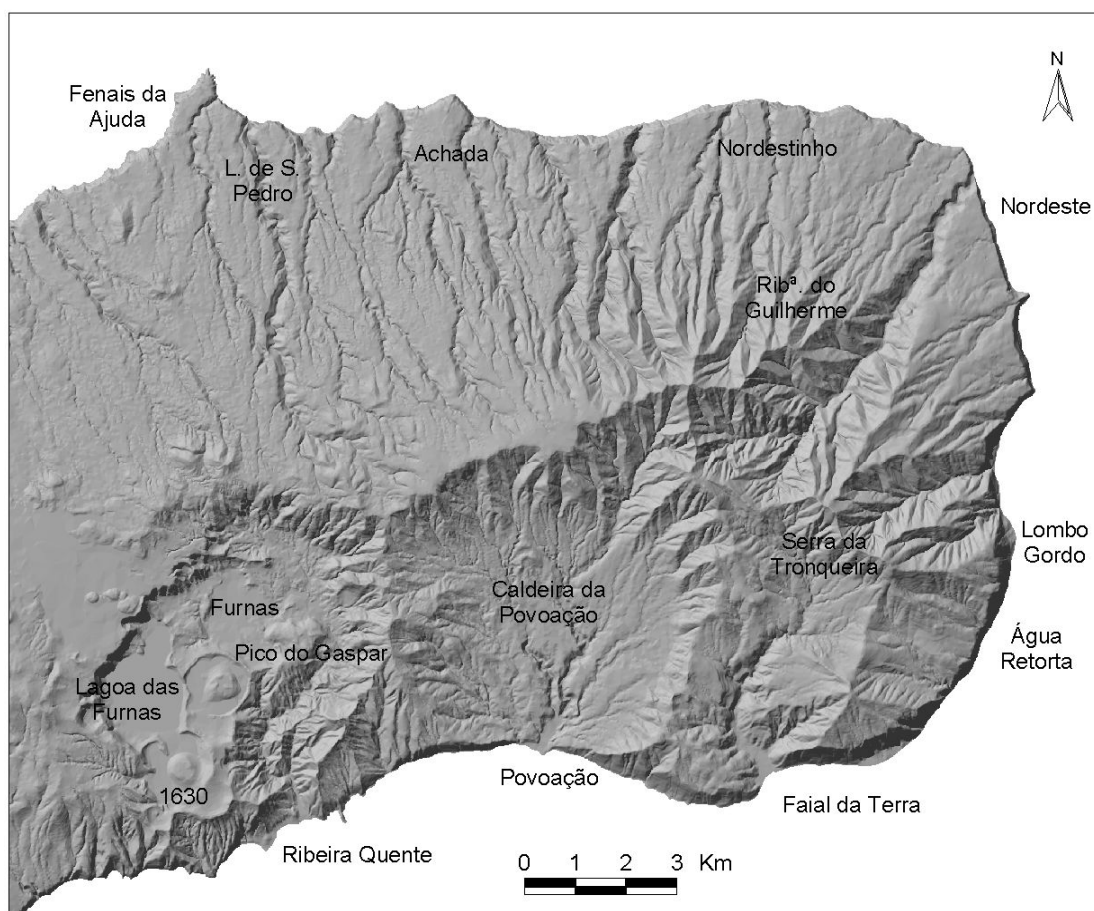 N
Fenais da
Ajuda
L. de S.
Pedro
Achada
Nordestinho
Nordeste
Ribª. do
Guilherme
Serra da
Tronqueira
Lombo
Gordo
Caldeira da
Povoação
Furnas
Pico do Gaspar
Água
Retorta
Lagoa das
Furnas
1630
Povoação
Faial da Terra
Ribeira Quente
0 1 2 3 Km